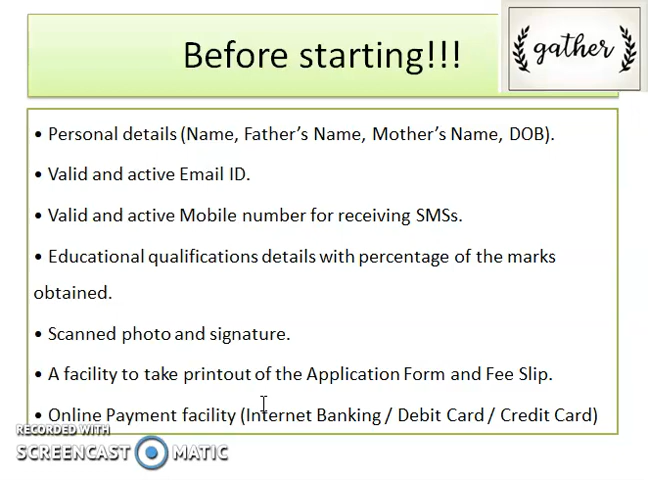 Before starting!!!
gather
• Personal details (Name, Father’s Name, Mother’s Name, DOB).
• Valid and active Email ID.
• Valid and active Mobile number for receiving SMSs.
• Educational qualifications details with percentage of the marks
obtained.
• Scanned photo and signature.
• A facility to take printout of the Application Form and Fee Slip.
• Online Payment facility (Internet Banking / Debit Card / Credit Card)
RECORDED WITH
SCREENCAST MATIC